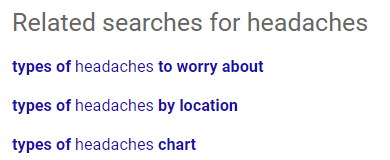 Related searches for headaches
types of headaches to worry about
types of headaches by location
types of headaches chart